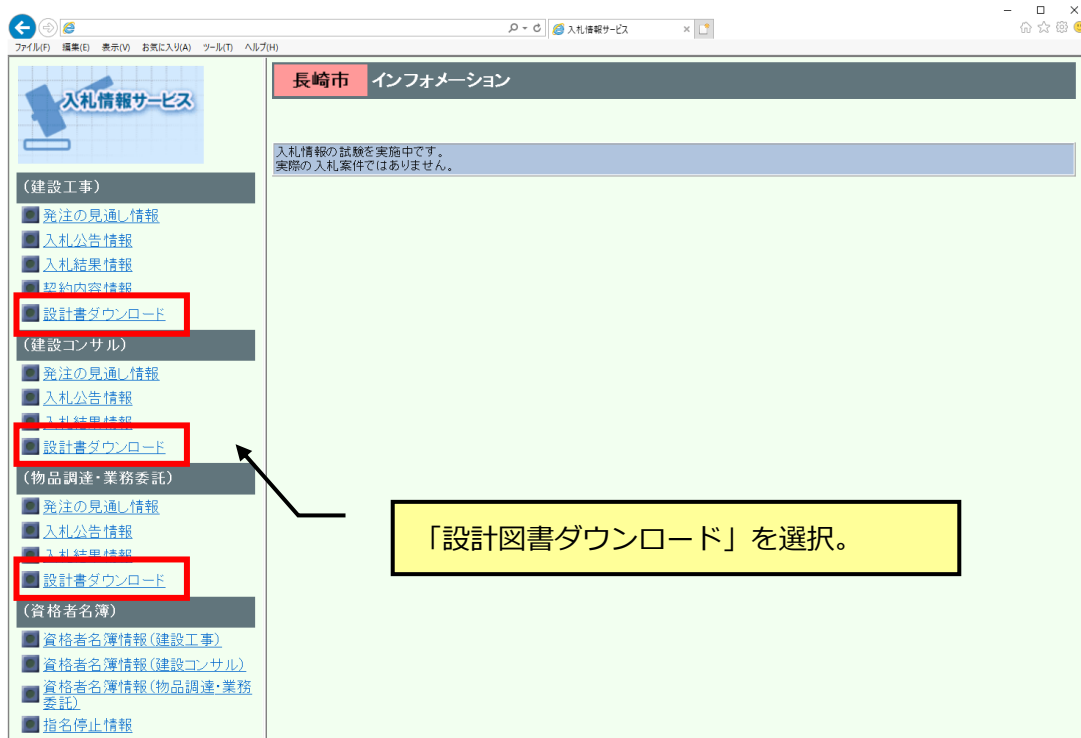 入札情報サービス
ファイル(F) 編集(E) 表示(V) お気に入り(A) ツール(T) ヘルプ(H)
入札情報サービス
長崎市 インフォメーション
入札情報の試験を実施中です。
実際の入札案件ではありません。
(建設工事)
発注の見通し情報
入札公告情報
入札結果情報
契約内容情報
設計書ダウンロード
(建設コンサル)
発注の見通し情報
入札公告情報
入札結果情報
設計書ダウンロード
(物品調達・業務委託)
発注の見通し情報
入札公告情報
入札結果情報
設計書ダウンロード
(資格者名簿)
資格者名簿情報(建設工事)
資格者名簿情報(建設コンサル)
資格者名簿情報(物品調達・業務
委託)
指名停止情報
「設計図書ダウンロード」を選択。